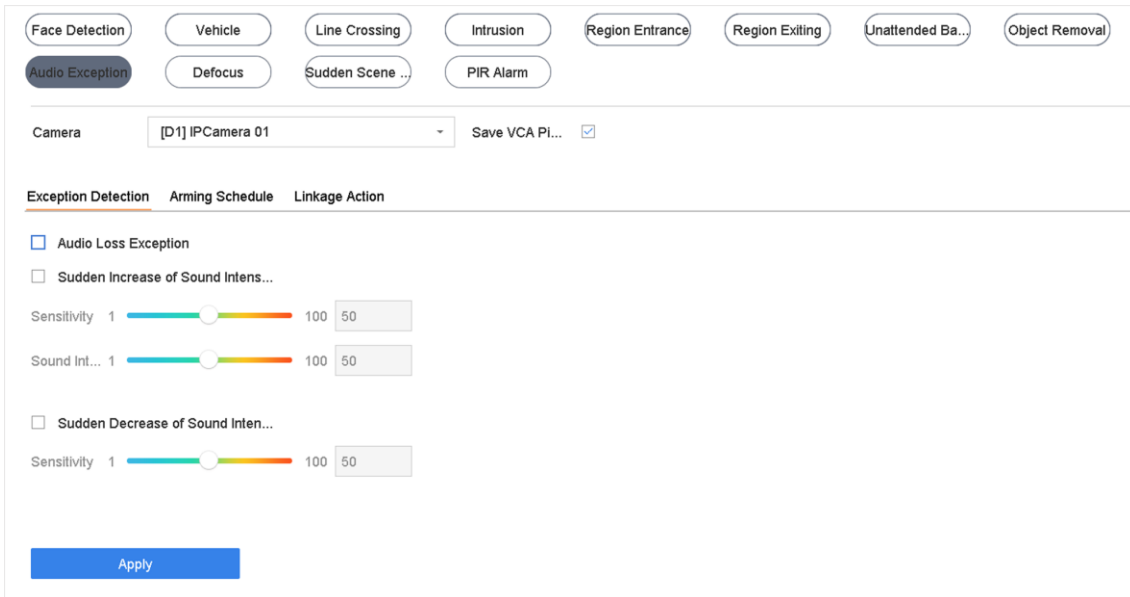 Face Detection Vehicle Line Crossing Intrusion Region Entrance Region Exiting Unattended Ba... Object Removal
Audio Exception Defocus Sudden Scene ... PIR Alarm
Camera [D1] IPCamera 01 Save VCA Pi...
Exception Detection Arming Schedule Linkage Action
Audio Loss Exception
Sudden Increase of Sound Intens...
Sensitivity 1 100 50
Sound Int... 1 100 50
Sudden Decrease of Sound Inten...
Sensitivity 1 100 50
Apply